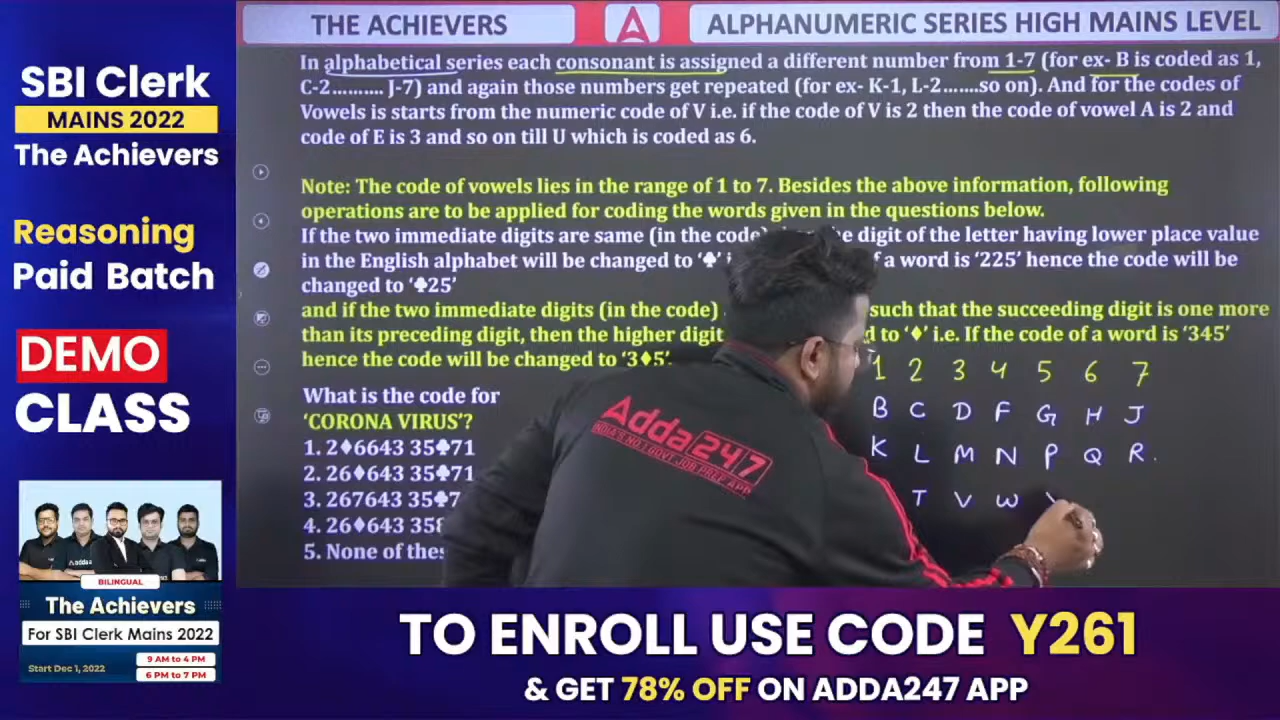 THE ACHIEVERS
ALPHANUMERIC SERIES HIGH MAINS LEVEL
SBI Clerk
MAINS 2022
The Achievers
Reasoning
Paid Batch
DEMO
CLASS
BILINGUAL
The Achievers
For SBI Clerk Mains 2022
Start Dec 1, 2022
9 AM to 4 PM
6 PM to 7 PM
In alphabetical series each consonant is assigned a different number from 1-7 (for ex- B is coded as 1,
C-2.......... J-7) and again those numbers get repeated (for ex- K-1, L-2.......so on). And for the codes of
Vowels is starts from the numeric code of V i.e. if the code of V is 2 then the code of vowel A is 2 and
code of E is 3 and so on till U which is coded as 6.
Note: The code of vowels lies in the range of 1 to 7. Besides the above information, following
operations are to be applied for coding the words given in the questions below.
If the two immediate digits are same (in the code) digit of the letter having lower place value
in the English alphabet will be changed to ‘♣’ of a word is ‘225’ hence the code will be
changed to ‘♣25’
and if the two immediate digits (in the code) such that the succeeding digit is one more
than its preceding digit, then the higher digit to ‘♦’ i.e. If the code of a word is ‘345’
hence the code will be changed to ‘3♦5’.
What is the code for
‘CORONA VIRUS’?
1. 2♦6643 35♣71
2. 26♦643 35♣71
3. 267643 35♣7
4. 26♦643 358
5. None of thes
1 2 3 4 5 6 7
B C D F G H J
K L M N P Q R.
T V W
Adda247
INDIA'S NO.1 GOVT JOB PREP APP
TO ENROLL USE CODE Y261
& GET 78% OFF ON ADDA247 APP